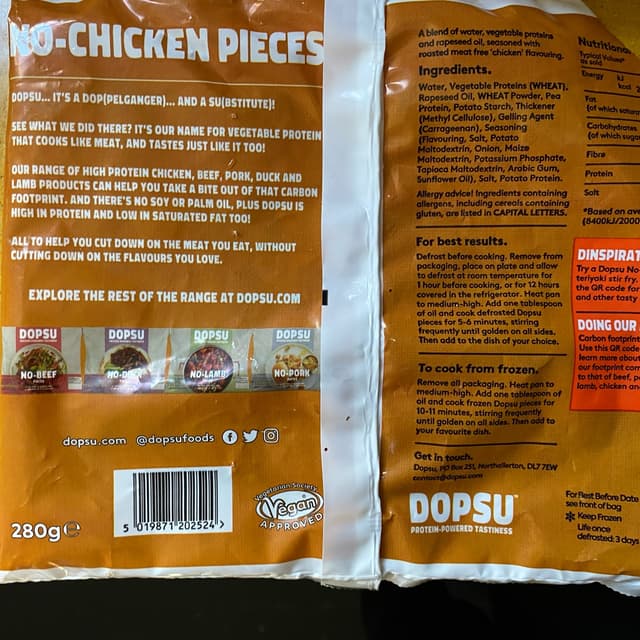 NO-CHICKEN PIECES
DOPSU... IT'S A DOP(PELGANGER)... AND A SU(BSTITUTE)!
SEE WHAT WE DID THERE? IT'S OUR NAME FOR VEGETABLE PROTEIN
THAT COOKS LIKE MEAT, AND TASTES JUST LIKE IT TOO!
OUR RANGE OF HIGH PROTEIN CHICKEN, BEEF, PORK, DUCK AND
LAMB PRODUCTS CAN HELP YOU TAKE A BITE OUT OF THAT CARBON
FOOTPRINT. AND THERE'S NO SOY OR PALM OIL, PLUS DOPSU IS
HIGH IN PROTEIN AND LOW IN SATURATED FAT TOO!
ALL TO HELP YOU CUT DOWN ON THE MEAT YOU EAT, WITHOUT
CUTTING DOWN ON THE FLAVOURS YOU LOVE.
EXPLORE THE REST OF THE RANGE AT DOPSU.COM
DOPSU
NO-BEEF
DOPSU
NO-DUCK
DOPSU
NO-LAMB
DOPSU
NO-PORK
dopsu.com @dopsufoods
280g e
5 019871 202524 >
Vegetarian Society
Vegan
APPROVED
A blend of water, vegetable proteins
and rapeseed oil, seasoned with
roasted meat free 'chicken' flavouring.
Ingredients.
Water, Vegetable Proteins (WHEAT),
Rapeseed Oil, WHEAT Powder, Pea
Protein, Potato Starch, Thickener
(Methyl Cellulose), Gelling Agent
(Carrageenan), Seasoning
(Flavouring, Salt, Potato
Maltodextrin, Onion, Maize
Maltodextrin, Potassium Phosphate,
Tapioca Maltodextrin, Arabic Gum,
Sunflower Oil), Salt, Potato Protein.
Allergy advice! Ingredients containing
allergens, including cereals containing
gluten, are listed in CAPITAL LETTERS.
For best results.
Defrost before cooking. Remove from
packaging, place on plate and allow
to defrost at room temperature for
1 hour before cooking, or for 12 hours
covered in the refrigerator. Heat pan
to medium-high. Add one tablespoon
of oil and cook defrosted Dopsu
pieces for 5-6 minutes, stirring
frequently until golden on all sides.
Then add to the dish of your choice.
To cook from frozen.
Remove all packaging. Heat pan to
medium-high. Add one tablespoon of
oil and cook frozen Dopsu pieces for
10-11 minutes, stirring frequently
until golden on all sides. Then add to
your favourite dish.
Get in touch.
Dopsu, PO Box 251, Northallerton, DL7 7EW
contact@dopsu.com
DOPSU
PROTEIN-POWERED TASTINESS
Nutritiona
Typical Values*
as sold
Energy kJ
kcal 2
Fat
(of which satura
Carbohydrates
(of which sugar
Fibre
Protein
Salt
*Based on av
(8400kJ/2000
DINSPIRAT
Try a Dopsu No-
teriyaki stir fry.
the QR code for
and other tasty
DOING OUR
Carbon footprint
Use this QR code
learn more about
our footprint com
to that of beef, po
lamb, chicken an
For Best Before Date
see front of bag
Keep Frozen
Life once
defrosted: 3 days